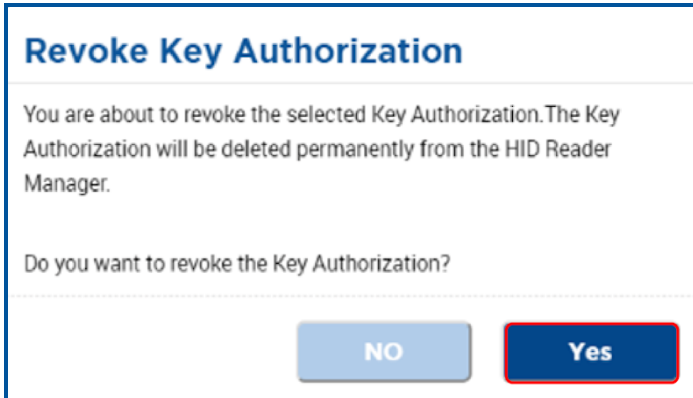 Revoke Key Authorization
You are about to revoke the selected Key Authorization.The Key
Authorization will be deleted permanently from the HID Reader
Manager.
Do you want to revoke the Key Authorization?
NO
Yes